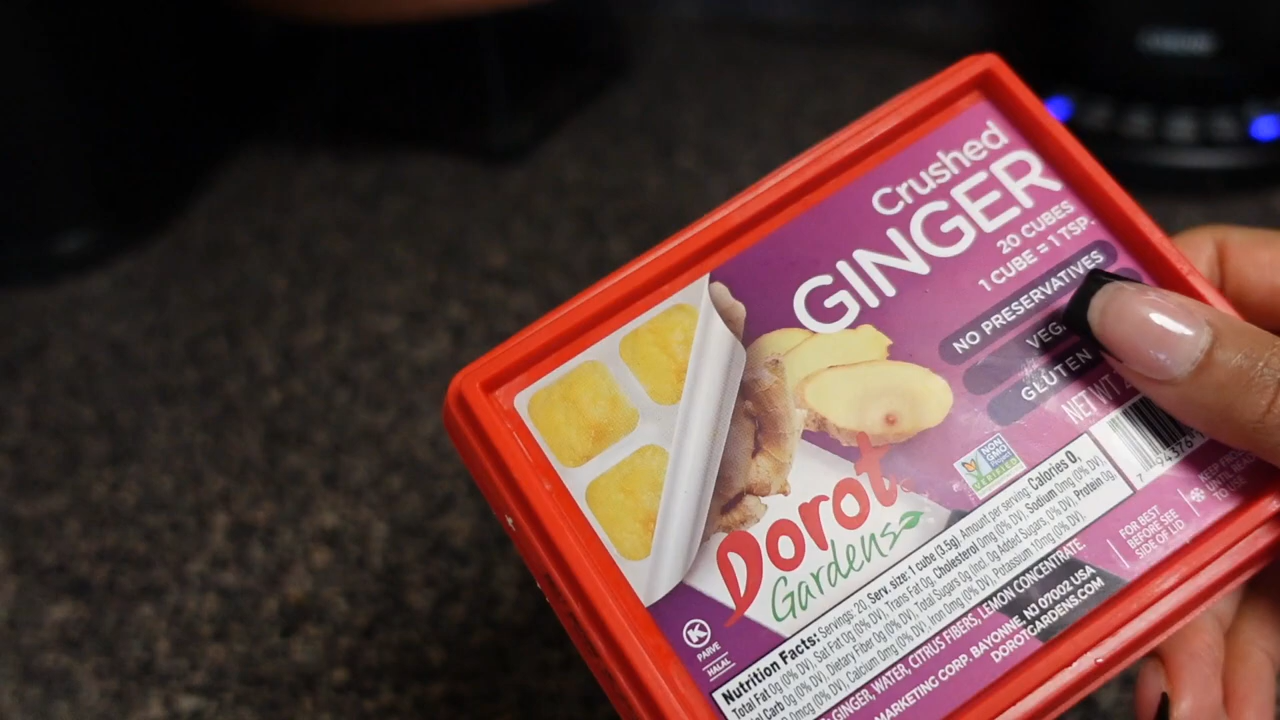 Crushed
GINGER
20 CUBES
1 CUBE = 1 TSP.
NO PRESERVATIVES
GLUTEN
NET WT
Dorot
Gardens
NON
GMO
VERIFIED
K
PARVE
HALAL
Nutrition Facts: Servings: 20, Serv. size: 1 cube (3.5g), Amount per serving: Calories 0,
Total Fat 0g (0% DV), Sat Fat 0g (0% DV), Trans Fat 0g, Cholesterol 0mg (0% DV), Sodium 0mg (0% DV),
Total Carb 0g (0% DV), Dietary Fiber 0g (0% DV), Total Sugars 0g (Incl. 0g Added Sugars, 0% DV), Protein 0g,
0mcg (0% DV), Calcium 0mg (0% DV), Iron 0mg (0% DV), Potassium 10mg (0% DV).
GINGER, WATER, CITRUS FIBERS, LEMON CONCENTRATE
MARKETING CORP. BAYONNE, NJ 07002 USA
DOROTGARDENS.COM
FOR BEST
BEFORE SEE
SIDE OF LID
KEEP FROZEN
UNTIL READY
TO USE